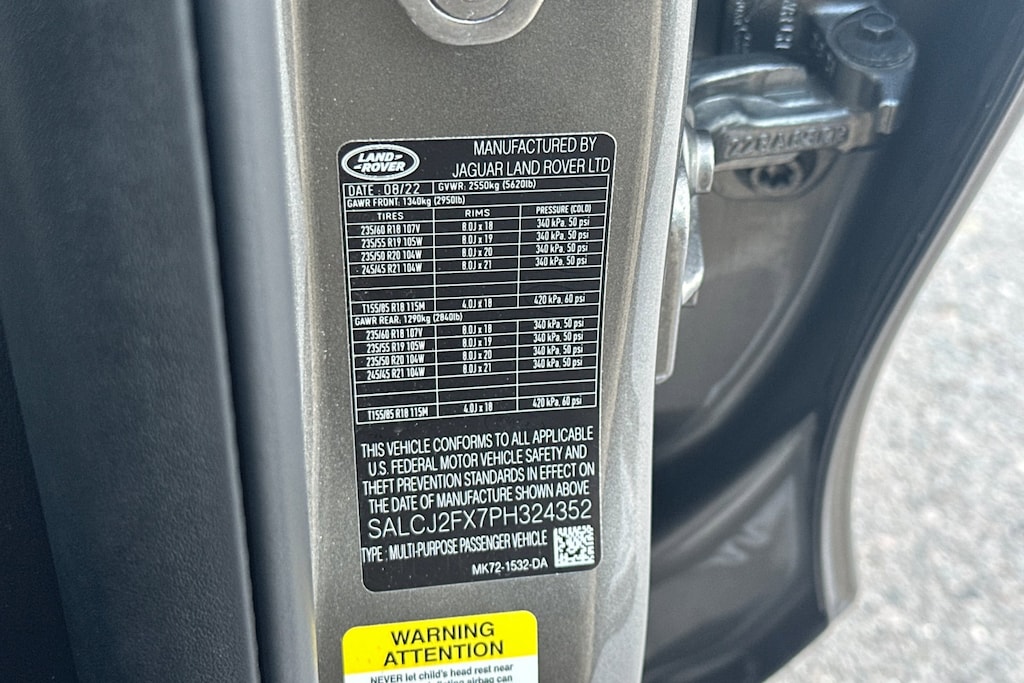 LAND
ROVER
MANUFACTURED BY
JAGUAR LAND ROVER LTD
DATE : 08/22 GVWR: 2550kg (5620lb)
GAWR FRONT: 1340kg (2950lb)
TIRES RIMS PRESSURE (COLD)
235/60 R18 107V 8.0J x 18 340 kPa, 50 psi
235/55 R19 105W 8.0J x 19 340 kPa, 50 psi
235/50 R20 104W 8.0J x 20 340 kPa, 50 psi
245/45 R21 104W 8.0J x 21 340 kPa, 50 psi
T155/85 R18 115M 4.0J x 18 420 kPa, 60 psi
GAWR REAR: 1290kg (2840lb)
235/60 R18 107V 8.0J x 18 340 kPa, 50 psi
235/55 R19 105W 8.0J x 19 340 kPa, 50 psi
235/50 R20 104W 8.0J x 20 340 kPa, 50 psi
245/45 R21 104W 8.0J x 21 340 kPa, 50 psi
T155/85 R18 115M 4.0J x 18 420 kPa, 60 psi
THIS VEHICLE CONFORMS TO ALL APPLICABLE
U.S. FEDERAL MOTOR VEHICLE SAFETY AND
THEFT PREVENTION STANDARDS IN EFFECT ON
THE DATE OF MANUFACTURE SHOWN ABOVE
SALCJ2FX7PH324352
TYPE : MULTI-PURPOSE PASSENGER VEHICLE
MK72-1532-DA
WARNING
ATTENTION
NEVER let child's head rest near
airbag can